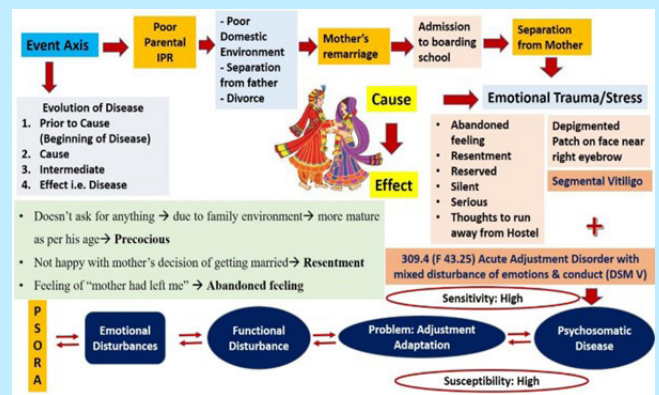 Event Axis
Poor
Parental
IPR
- Poor
Domestic
Environment
- Separation
from father
- Divorce
Mother's
remarriage
Admission
to boarding
school
Separation
from Mother
Evolution of Disease
1. Prior to Cause
(Beginning of Disease)
2. Cause
3. Intermediate
4. Effect i.e. Disease
Cause
Effect
Emotional Trauma/Stress
• Abandoned
feeling
• Resentment
• Reserved
• Silent
• Serious
• Thoughts to run
away from Hostel
Depigmented
Patch on face near
right eyebrow
Segmental Vitiligo
• Doesn't ask for anything → due to family environment→ more mature
as per his age→ Precocious
• Not happy with mother's decision of getting married→ Resentment
• Feeling of "mother had left me" → Abandoned feeling
309.4 (F 43.25) Acute Adjustment Disorder with
mixed disturbance of emotions & conduct (DSM V)
Sensitivity: High
P
S
O
R
A
Emotional
Disturbances
Functional
Disturbance
Problem: Adjustment
Adaptation
Psychosomatic
Disease
Susceptibility: High